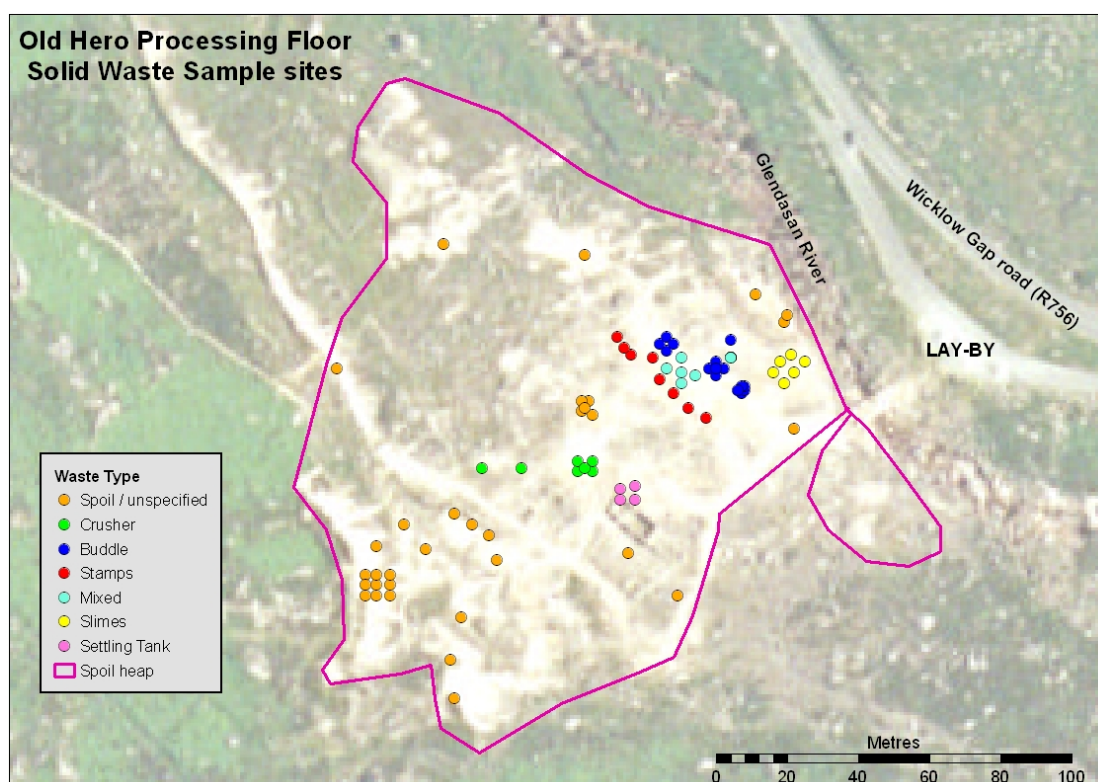 Old Hero Processing Floor
Solid Waste Sample sites
Glendasan River
Wicklow Gap road (R756)
LAY-BY
Waste Type
Spoil / unspecified
Crusher
Buddle
Stamps
Mixed
Slimes
Settling Tank
Spoil heap
Metres
0 20 40 60 80 100